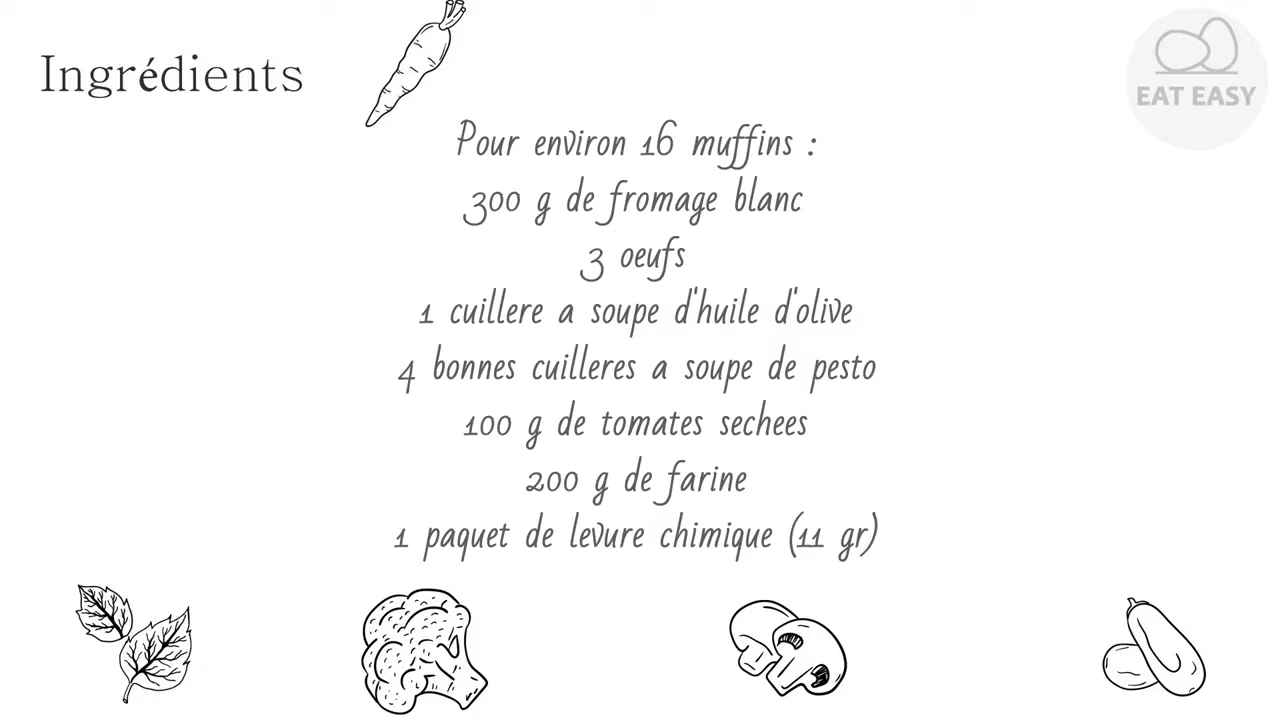 Ingrédients
EAT EASY
Pour environ 16 muffins :
300 g de fromage blanc
3 oeufs
1 cuillere a soupe d'huile d'olive
4 bonnes cuilleres a soupe de pesto
100 g de tomates sechees
200 g de farine
1 paquet de levure chimique (11 gr)